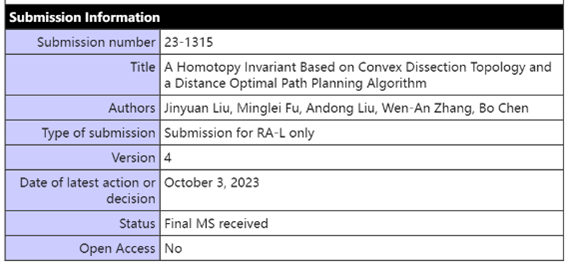 Submission Information
Submission number 23-1315
Title A Homotopy Invariant Based on Convex Dissection Topology and
a Distance Optimal Path Planning Algorithm
Authors Jinyuan Liu, Minglei Fu, Andong Liu, Wen-An Zhang, Bo Chen
Type of submission Submission for RA-L only
Version 4
Date of latest action or October 3, 2023
decision
Status Final MS received
Open Access No